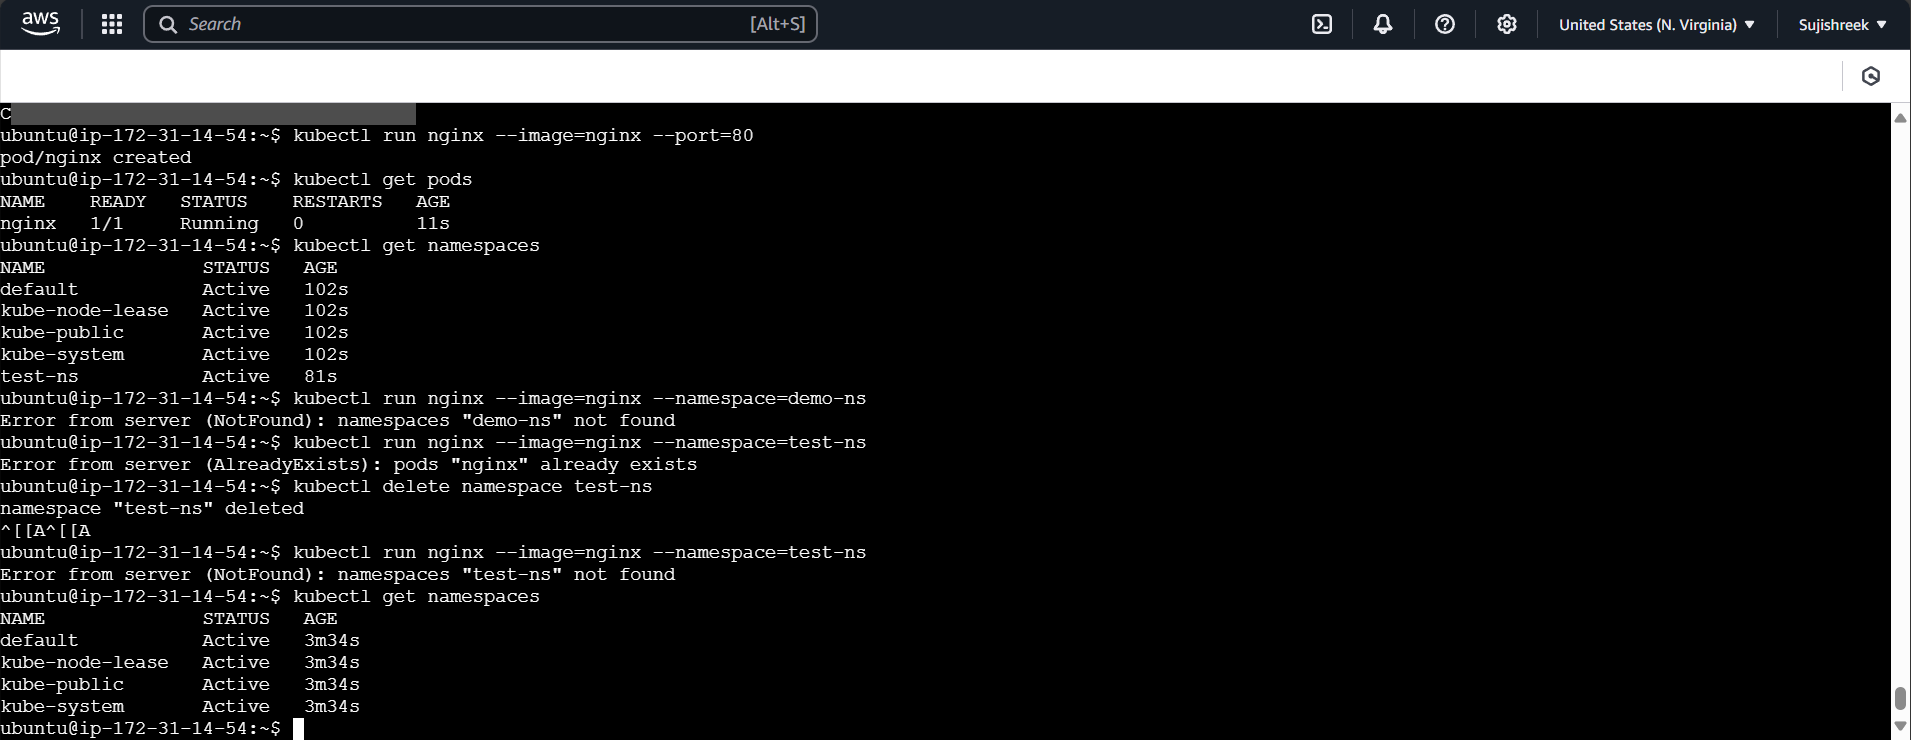 aws Search [Alt+S] United States (N. Virginia) Sujishreek
C
ubuntu@ip-172-31-14-54:~$ kubectl run nginx --image=nginx --port=80
pod/nginx created
ubuntu@ip-172-31-14-54:~$ kubectl get pods
NAME    READY   STATUS    RESTARTS   AGE
nginx   1/1     Running   0          11s
ubuntu@ip-172-31-14-54:~$ kubectl get namespaces
NAME              STATUS   AGE
default           Active   102s
kube-node-lease   Active   102s
kube-public       Active   102s
kube-system       Active   102s
test-ns           Active   81s
ubuntu@ip-172-31-14-54:~$ kubectl run nginx --image=nginx --namespace=demo-ns
Error from server (NotFound): namespaces "demo-ns" not found
ubuntu@ip-172-31-14-54:~$ kubectl run nginx --image=nginx --namespace=test-ns
Error from server (AlreadyExists): pods "nginx" already exists
ubuntu@ip-172-31-14-54:~$ kubectl delete namespace test-ns
namespace "test-ns" deleted
^[[A^[[A
ubuntu@ip-172-31-14-54:~$ kubectl run nginx --image=nginx --namespace=test-ns
Error from server (NotFound): namespaces "test-ns" not found
ubuntu@ip-172-31-14-54:~$ kubectl get namespaces
NAME              STATUS   AGE
default           Active   3m34s
kube-node-lease   Active   3m34s
kube-public       Active   3m34s
kube-system       Active   3m34s
ubuntu@ip-172-31-14-54:~$